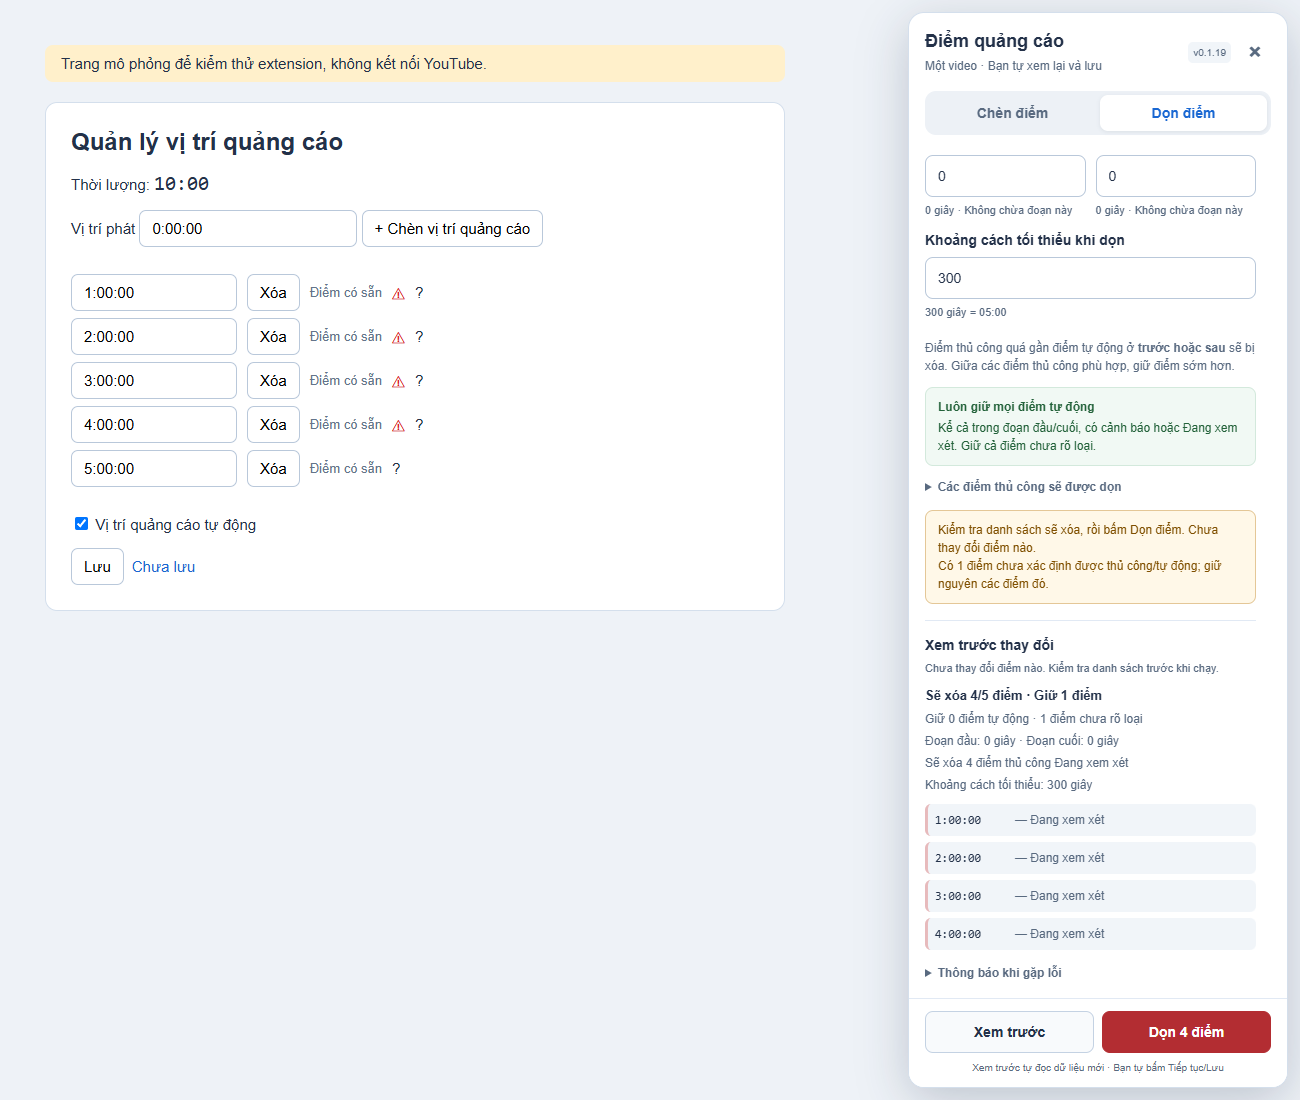 Trang mô phỏng để kiểm thử extension, không kết nối YouTube.
Quản lý vị trí quảng cáo
Thời lượng: 10:00
Vị trí phát 0:00:00 + Chèn vị trí quảng cáo
1:00:00 Xóa Điểm có sẵn ⚠ ?
2:00:00 Xóa Điểm có sẵn ⚠ ?
3:00:00 Xóa Điểm có sẵn ⚠ ?
4:00:00 Xóa Điểm có sẵn ⚠ ?
5:00:00 Xóa Điểm có sẵn ?
Vị trí quảng cáo tự động
Lưu Chưa lưu
Điểm quảng cáo
Một video · Bạn tự xem lại và lưu
v0.1.19 ×
Chèn điểm Dọn điểm
0 0
0 giây · Không chừa đoạn này 0 giây · Không chừa đoạn này
Khoảng cách tối thiểu khi dọn
300
300 giây = 05:00
Điểm thủ công quá gần điểm tự động ở trước hoặc sau sẽ bị
xóa. Giữa các điểm thủ công phù hợp, giữ điểm sớm hơn.
Luôn giữ mọi điểm tự động
Kể cả trong đoạn đầu/cuối, có cảnh báo hoặc Đang xem
xét. Giữ cả điểm chưa rõ loại.
▶ Các điểm thủ công sẽ được dọn
Kiểm tra danh sách sẽ xóa, rồi bấm Dọn điểm. Chưa
thay đổi điểm nào.
Có 1 điểm chưa xác định được thủ công/tự động; giữ
nguyên các điểm đó.
Xem trước thay đổi
Chưa thay đổi điểm nào. Kiểm tra danh sách trước khi chạy.
Sẽ xóa 4/5 điểm · Giữ 1 điểm
Giữ 0 điểm tự động · 1 điểm chưa rõ loại
Đoạn đầu: 0 giây · Đoạn cuối: 0 giây
Sẽ xóa 4 điểm thủ công Đang xem xét
Khoảng cách tối thiểu: 300 giây
1:00:00 — Đang xem xét
2:00:00 — Đang xem xét
3:00:00 — Đang xem xét
4:00:00 — Đang xem xét
▶ Thông báo khi gặp lỗi
Xem trước Dọn 4 điểm
Xem trước tự đọc dữ liệu mới · Bạn tự bấm Tiếp tục/Lưu